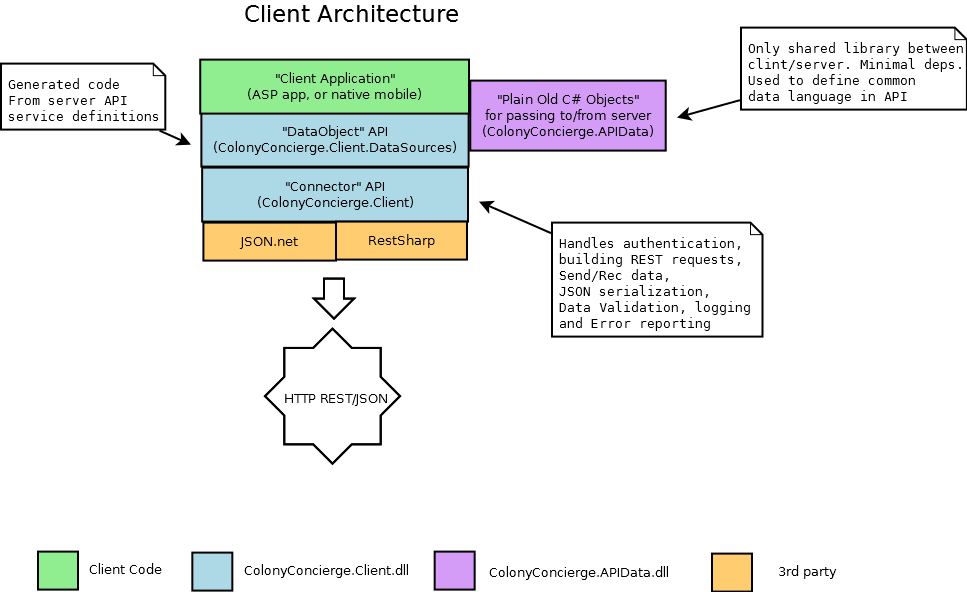 Client Architecture
Only shared library between
clint/server. Minimal deps.
Used to define common
data language in API
Generated code
From server API
service definitions
"Client Application"
(ASP app, or native mobile)
"Plain Old C# Objects"
for passing to/from server
(ColonyConcierge.APIData)
"DataObject" API
(ColonyConcierge.Client.DataSources)
"Connector" API
(ColonyConcierge.Client)
JSON.net
RestSharp
Handles authentication,
building REST requests,
Send/Rec data,
JSON serialization,
Data Validation, logging
and Error reporting
HTTP REST/JSON
Client Code
ColonyConcierge.Client.dll
ColonyConcierge.APIData.dll
3rd party